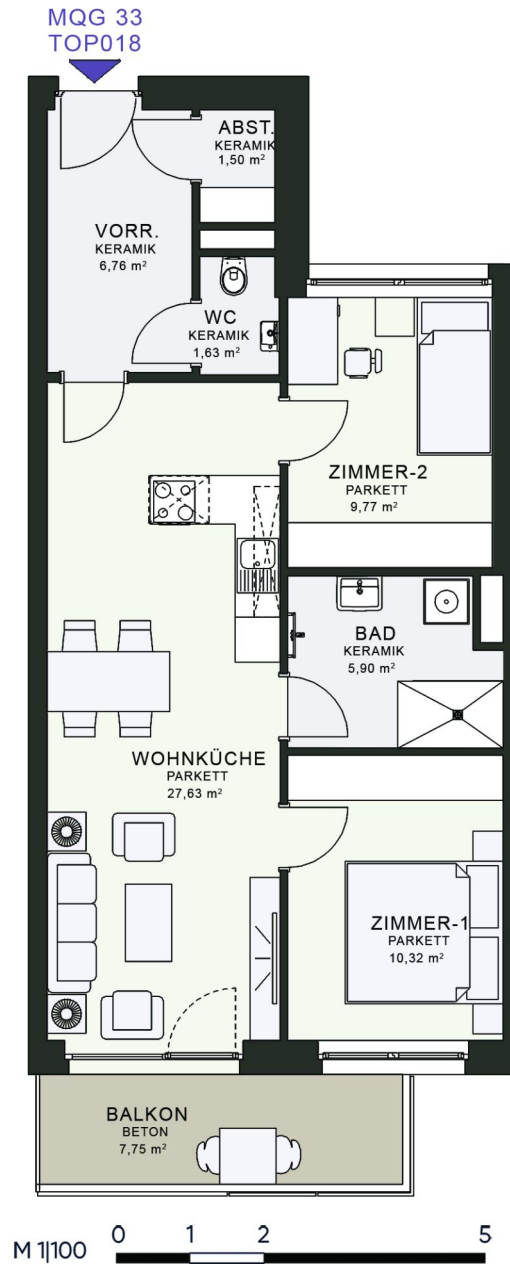 MQG 33
TOP018
ABST.
KERAMIK
1,50 m²
VORR.
KERAMIK
6,76 m²
WC
KERAMIK
1,63 m²
ZIMMER-2
PARKETT
9,77 m²
BAD
KERAMIK
5,90 m²
WOHNKÜCHE
PARKETT
27,63 m²
ZIMMER-1
PARKETT
10,32 m²
BALKON
BETON
7,75 m²
M 1|100 0 1 2 5